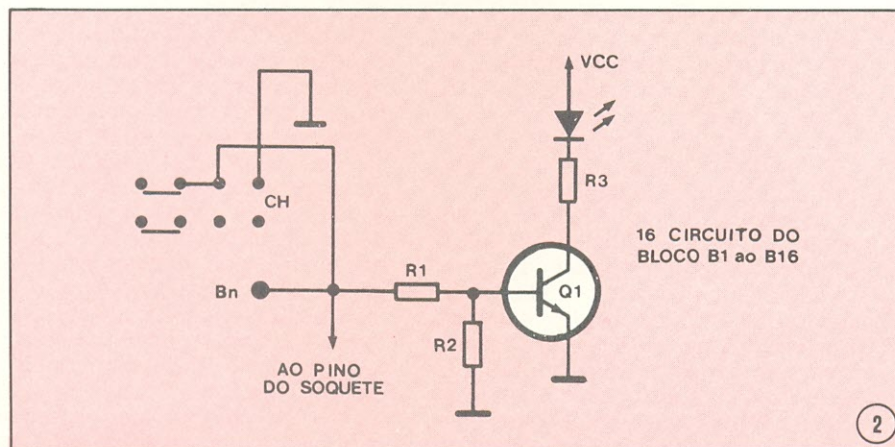 VCC
CH
R3
16 CIRCUITO DO
BLOCO B1 ao B16
R1
Q1
Bn
R2
AO PINO
DO SOQUETE
2